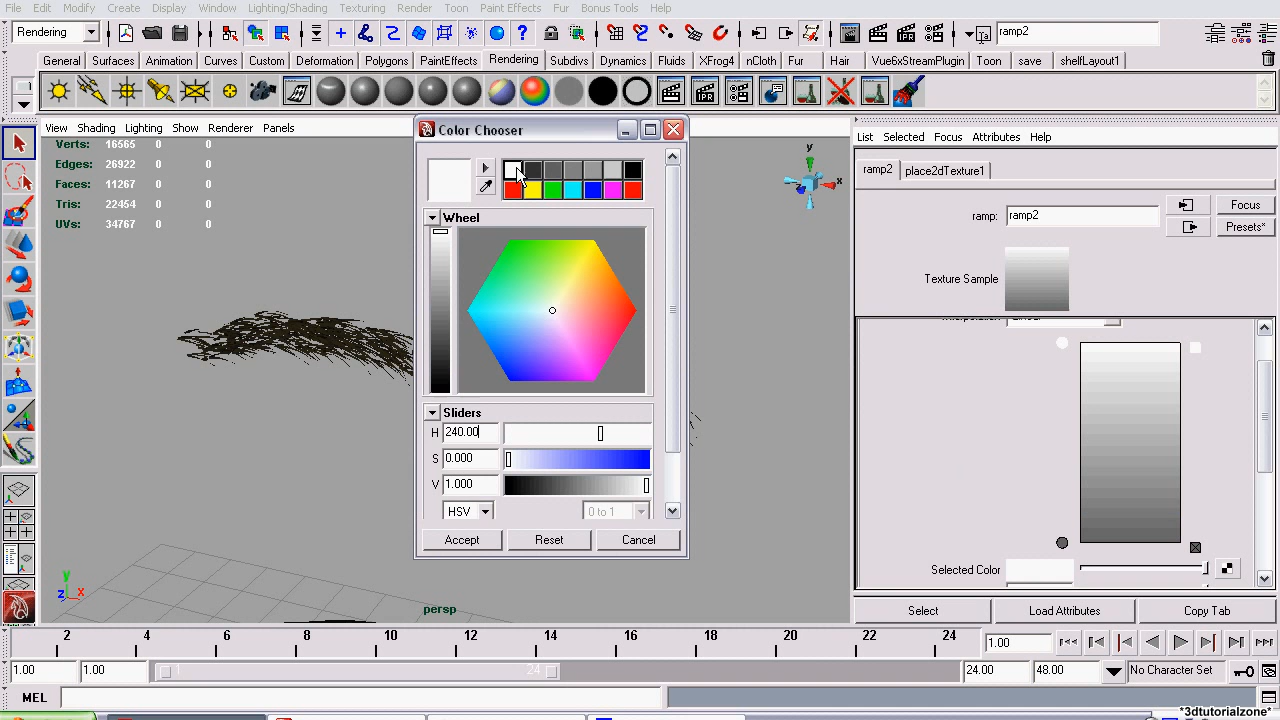 File Edit Modify Create Display Window Lighting/Shading Texturing Render Toon Paint Effects Fur Bonus Tools Help
Rendering ramp2
General Surfaces Animation Curves Custom Deformation Polygons PaintEffects Rendering Subdivs Dynamics Fluids XFrog4 nCloth Fur Hair Vue6xStreamPlugin Toon save shelfLayout1
IPR IPR
View Shading Lighting Show Renderer Panels
Color Chooser
List Selected Focus Attributes Help
Verts: 16565 0 0
Edges: 26922 0 0
Faces: 11267 0 0
Tris: 22454 0 0
UVs: 34767 0 0
y
x
ramp2 place2dTexture1
ramp: ramp2 Focus
Presets*
Texture Sample
Wheel
Sliders
H 240.00
S 0.000
V 1.000
HSV 0 to 1
Accept Reset Cancel
Selected Color
y
z x
persp
Select Load Attributes Copy Tab
2 4 6 8 10 12 14 16 18 20 22 24 1.00
1.00 1.00 1 24 24.00 48.00 No Character Set
MEL
*3dtutorialzone*